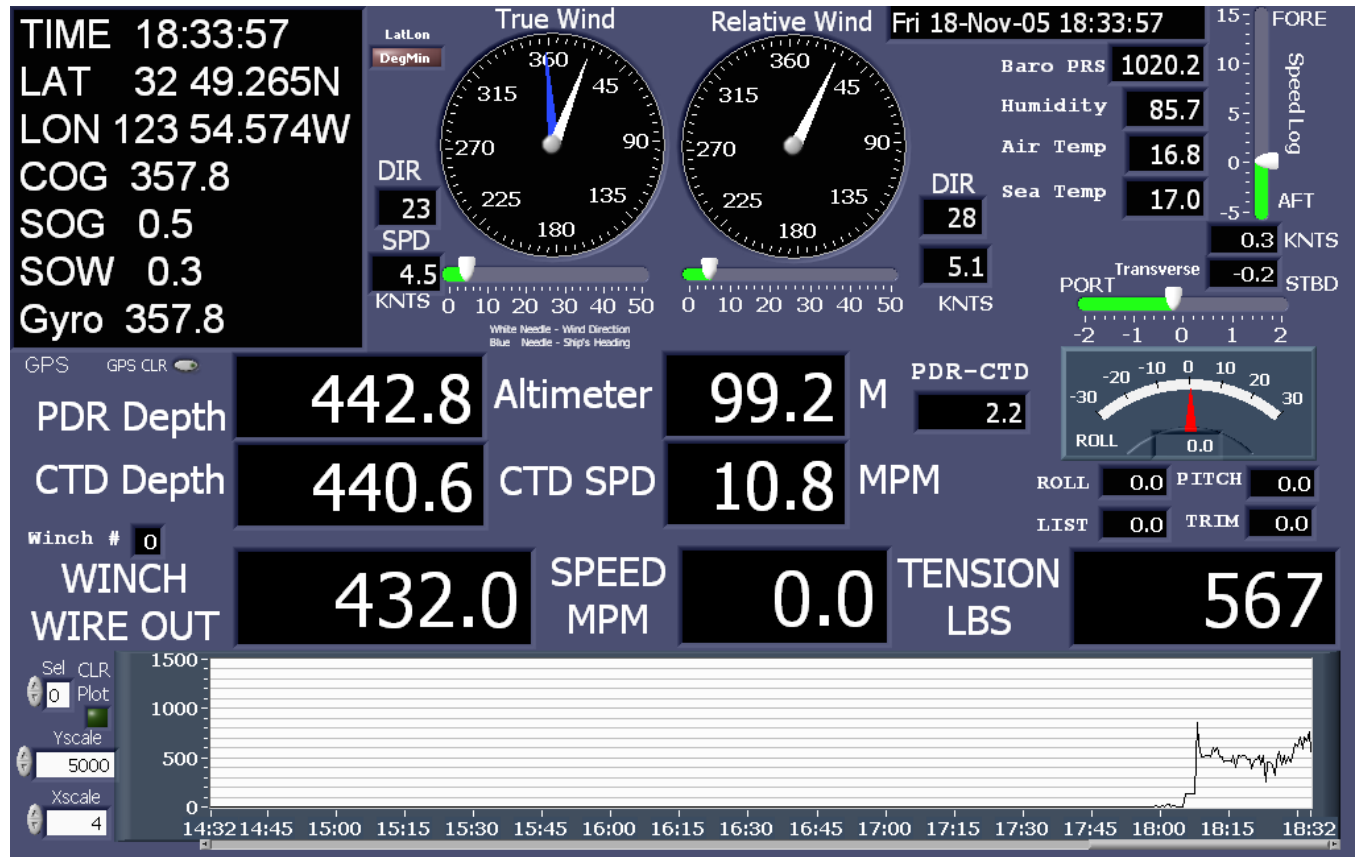 TIME 18:33:57
LAT 32 49.265N
LON 123 54.574W
COG 357.8
SOG 0.5
SOW 0.3
Gyro 357.8
LatLon
DegMin
True Wind
360
45
90
135
180
225
270
315
DIR
23
SPD
4.5
KNTS
0 10 20 30 40 50
White Needle - Wind Direction
Blue Needle - Ship's Heading
Relative Wind
360
45
90
135
180
225
270
315
0 10 20 30 40 50
DIR
28
5.1
KNTS
Fri 18-Nov-05 18:33:57
Baro PRS 1020.2
Humidity 85.7
Air Temp 16.8
Sea Temp 17.0
15
10
5
0
-5
FORE
Speed Log
AFT
0.3 KNTS
-0.2 STBD
PORT Transverse
-2 -1 0 1 2
GPS GPS CLR
PDR Depth 442.8 Altimeter 99.2 M
PDR-CTD
2.2
-30 -20 -10 0 10 20 30
ROLL 0.0
CTD Depth 440.6 CTD SPD 10.8 MPM
ROLL 0.0 PITCH 0.0
LIST 0.0 TRIM 0.0
Winch # 0
WINCH
WIRE OUT
432.0
SPEED
MPM
0.0
TENSION
LBS
567
Sel CLR
0 Plot
Yscale
5000
Xscale
4
1500
1000
500
0
14:32 14:45 15:00 15:15 15:30 15:45 16:00 16:15 16:30 16:45 17:00 17:15 17:30 17:45 18:00 18:15 18:32